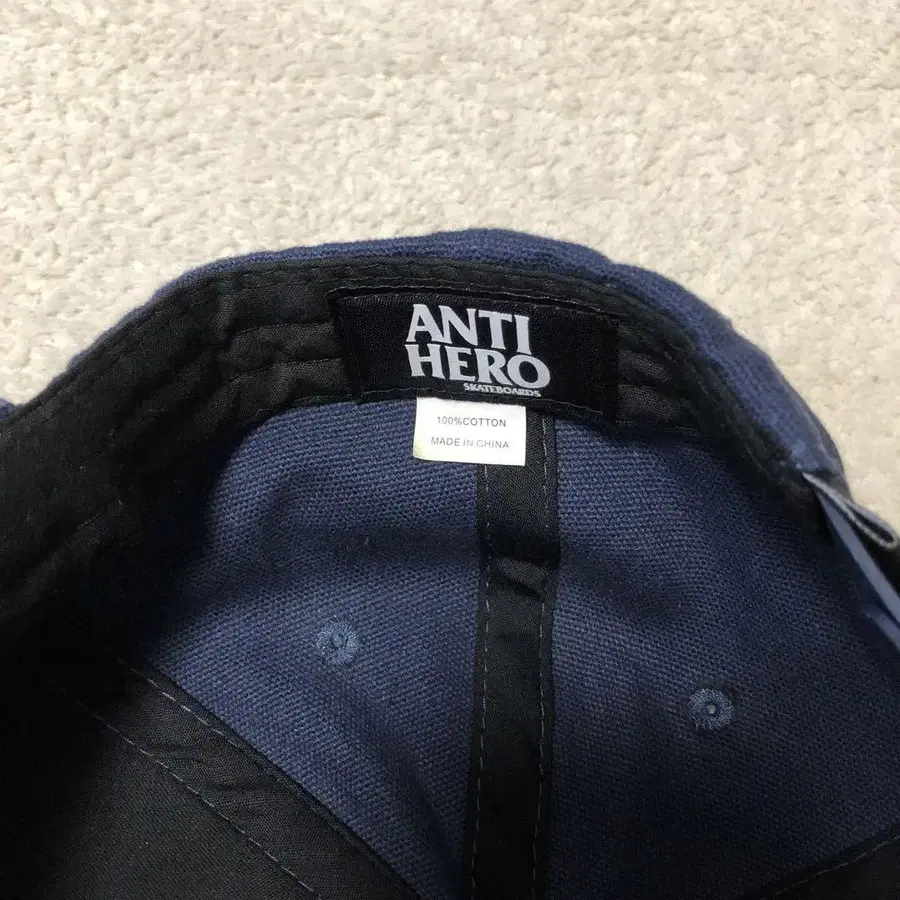 ANTI
HERO
SKATEBOARDS
100%COTTON
MADE IN CHINA